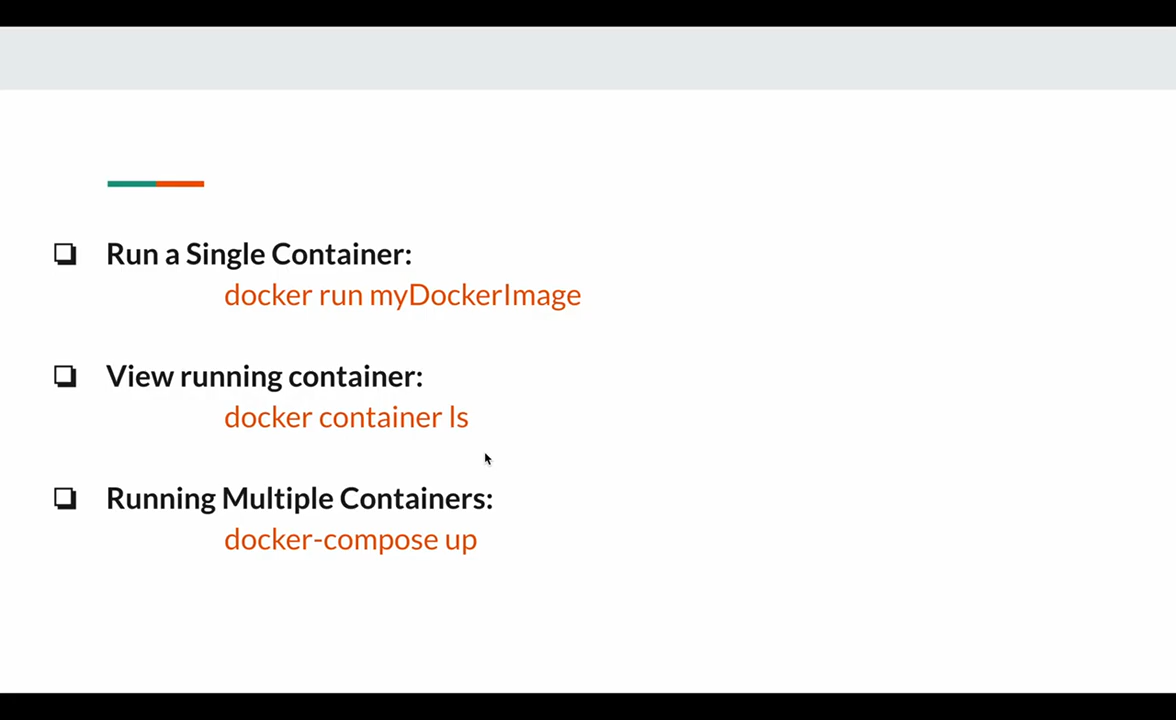 Run a Single Container:
docker run myDockerImage
View running container:
docker container ls
Running Multiple Containers:
docker-compose up